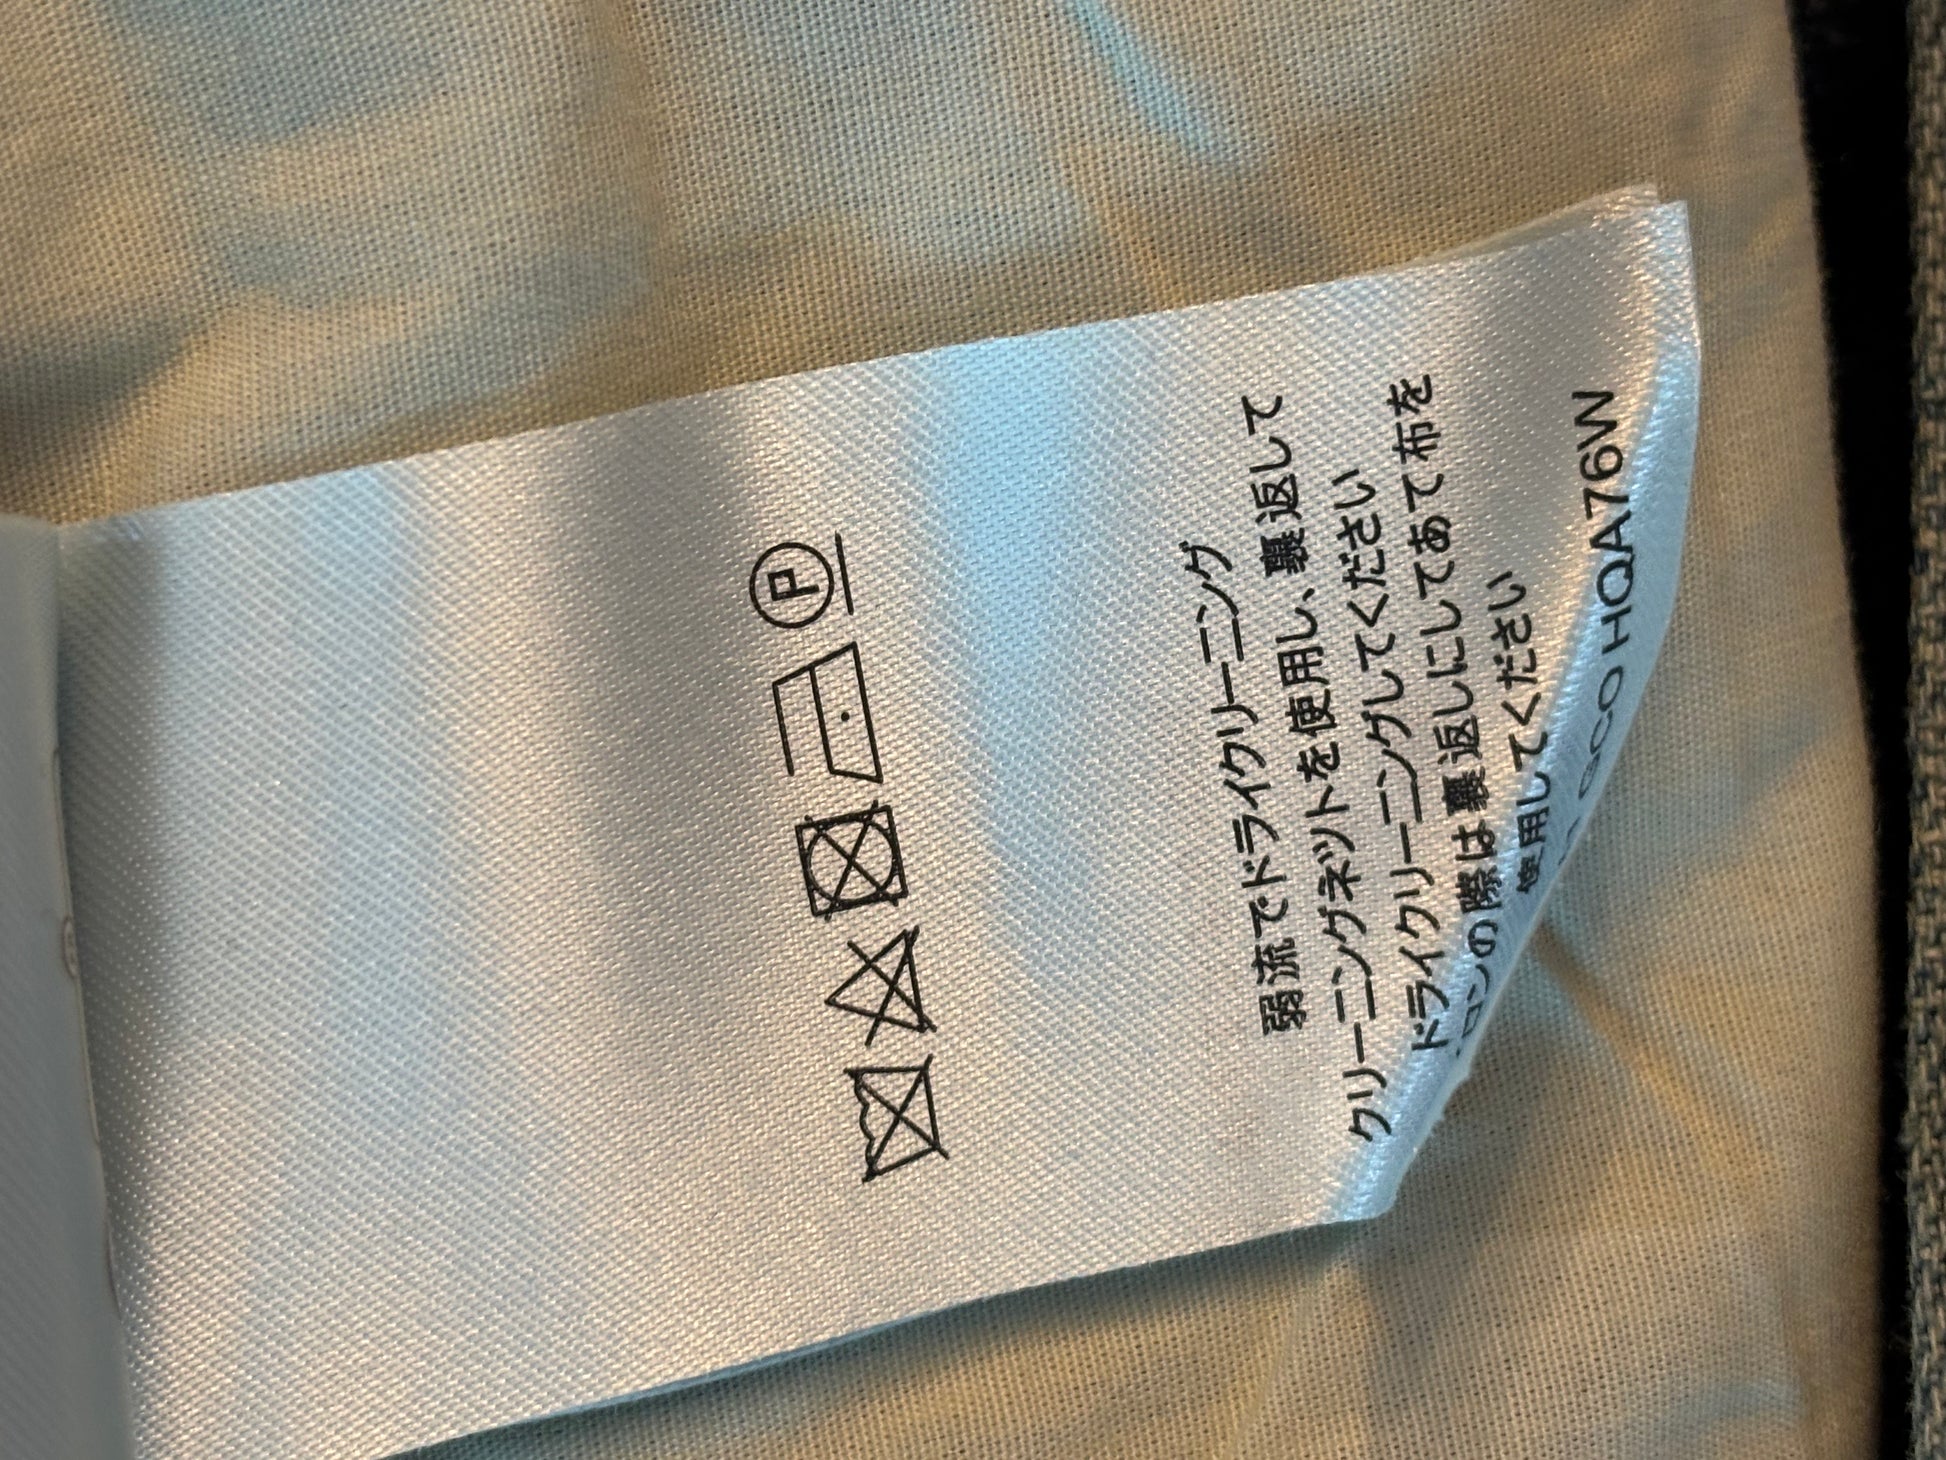 P
弱流でドライクリーニング
クリーニングネットを使用し、裏返して
ドライクリーニングしてください
ロンの際は裏返しにしてあて布を
使用してください
GCO HQA76W